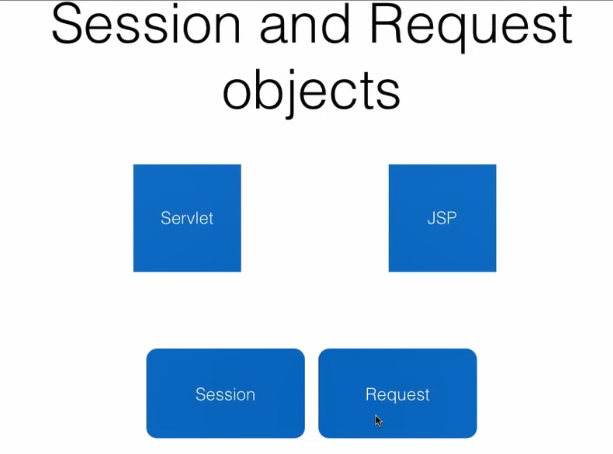 Session and Request
objects
Servlet
JSP
Session
Request